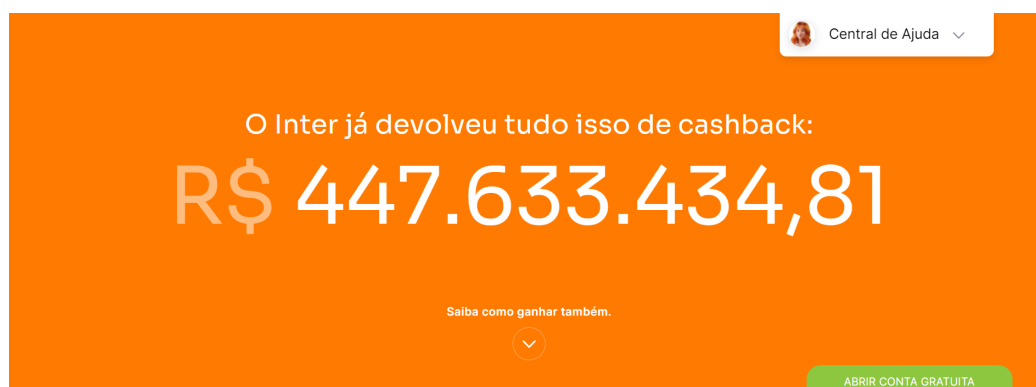 Central de Ajuda
O Inter já devolveu tudo isso de cashback:
R$ 447.633.434,81
Saiba como ganhar também.
ABRIR CONTA GRATUITA